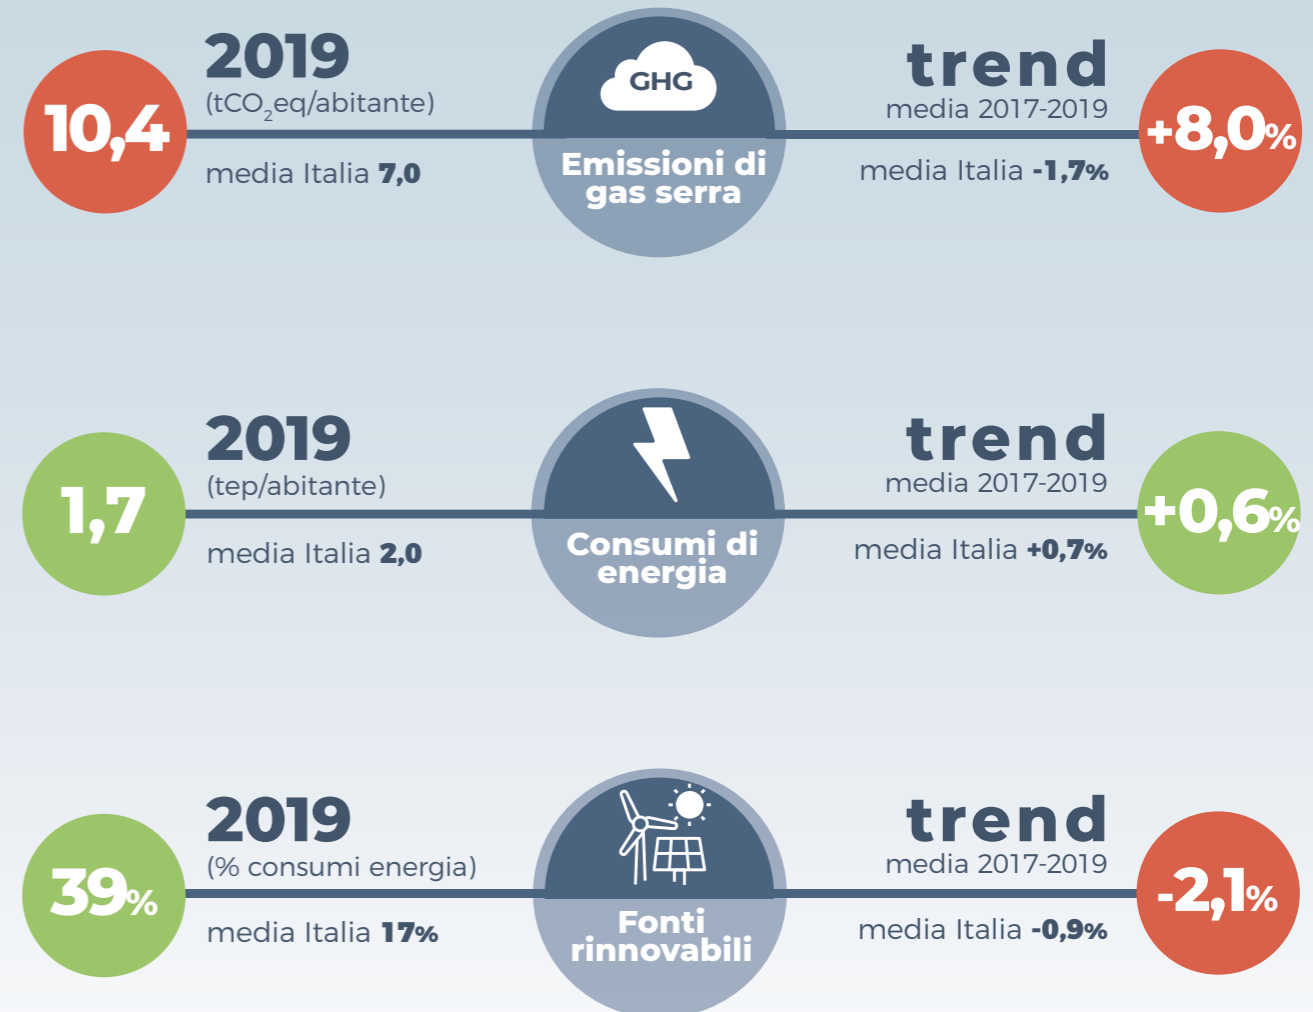 10,4
2019
(tCO₂eq/abitante)
media Italia 7,0
GHG
Emissioni di
gas serra
trend
media 2017-2019
media Italia -1,7%
+8,0%
1,7
2019
(tep/abitante)
media Italia 2,0
Consumi di
energia
trend
media 2017-2019
media Italia +0,7%
+0,6%
39%
2019
(% consumi energia)
media Italia 17%
Fonti
rinnovabili
trend
media 2017-2019
media Italia -0,9%
-2,1%